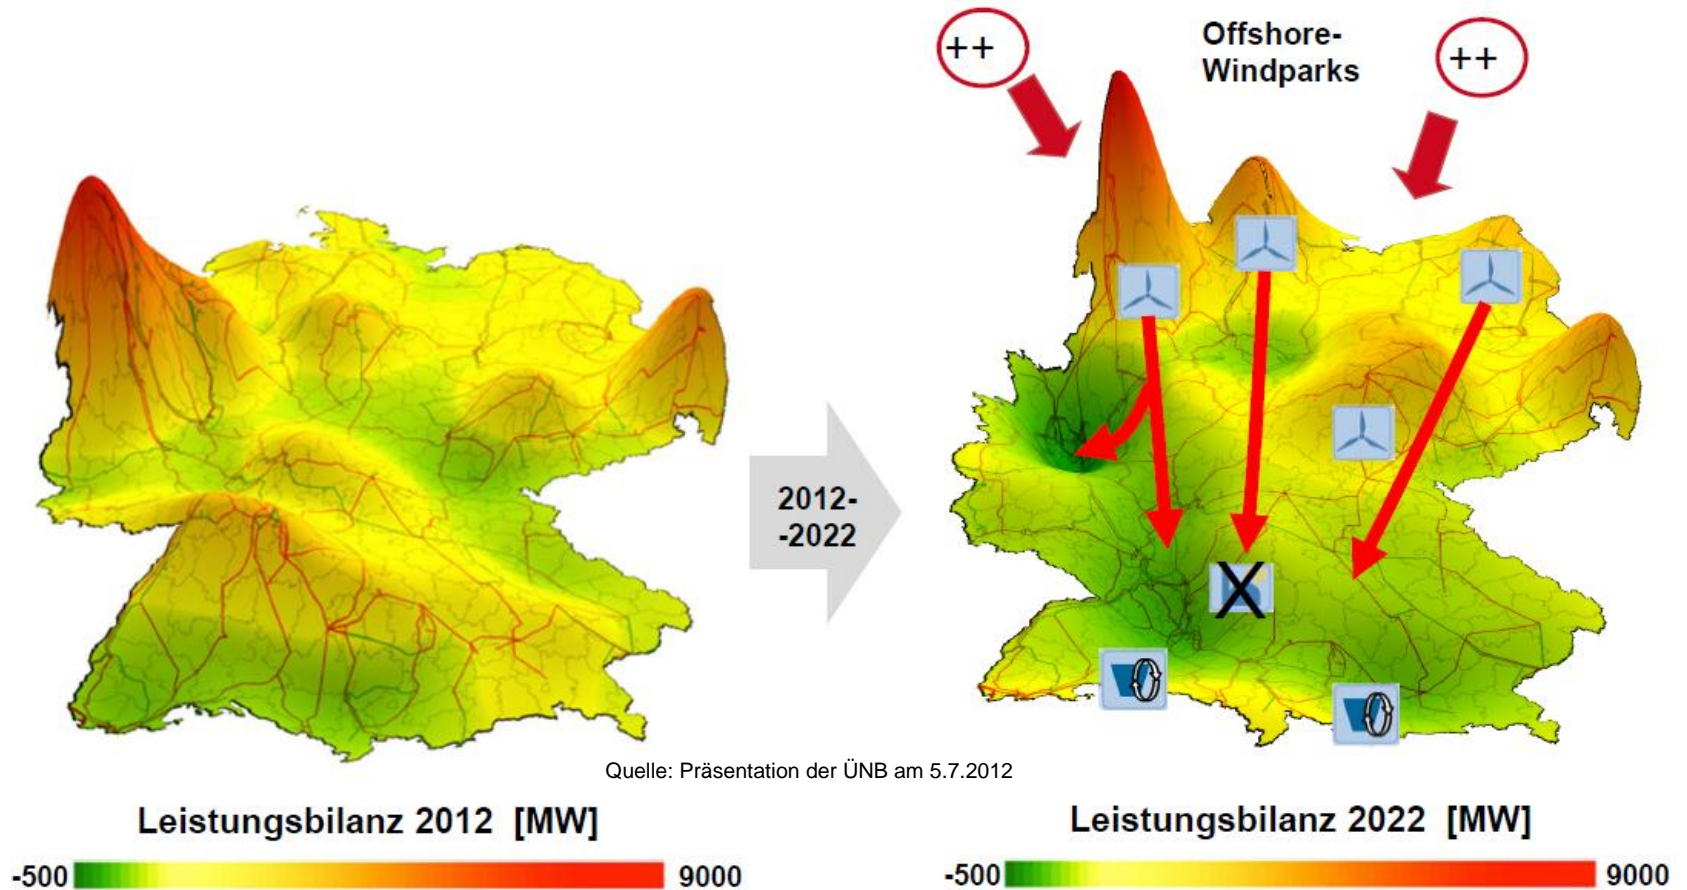 ++
Offshore-
Windparks
++
2012-
-2022
X
Quelle: Präsentation der ÜNB am 5.7.2012
Leistungsbilanz 2012 [MW]
Leistungsbilanz 2022 [MW]
-500
9000
-500
9000